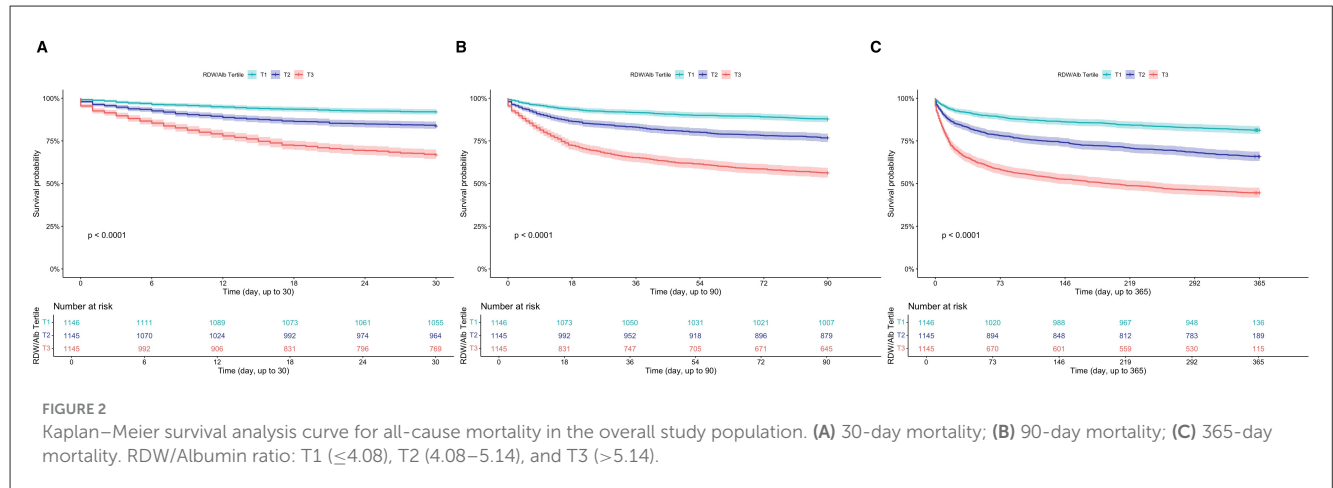 A
RDW/Alb Tertile T1 T2 T3
Survival probability
100%
75%
50%
25%
0%
p < 0.0001
0 6 12 18 24 30
Time (day, up to 30)
Number at risk
RDW/Alb Tertile
T1 1146 1111 1089 1073 1061 1055
T2 1145 1070 1024 992 974 964
T3 1145 992 906 831 796 769
0 6 12 18 24 30
Time (day, up to 30)
B
RDW/Alb Tertile T1 T2 T3
Survival probability
100%
75%
50%
25%
0%
p < 0.0001
0 18 36 54 72 90
Time (day, up to 90)
Number at risk
RDW/Alb Tertile
T1 1146 1073 1050 1031 1021 1007
T2 1145 992 952 918 896 879
T3 1145 831 747 705 671 645
0 18 36 54 72 90
Time (day, up to 90)
C
RDW/Alb Tertile T1 T2 T3
Survival probability
100%
75%
50%
25%
0%
p < 0.0001
0 73 146 219 292 365
Time (day, up to 365)
Number at risk
RDW/Alb Tertile
T1 1146 1020 988 967 948 136
T2 1145 894 848 812 783 189
T3 1145 670 601 559 530 115
0 73 146 219 292 365
Time (day, up to 365)
FIGURE 2
Kaplan–Meier survival analysis curve for all-cause mortality in the overall study population. (A) 30-day mortality; (B) 90-day mortality; (C) 365-day
mortality. RDW/Albumin ratio: T1 (≤4.08), T2 (4.08–5.14), and T3 (>5.14).